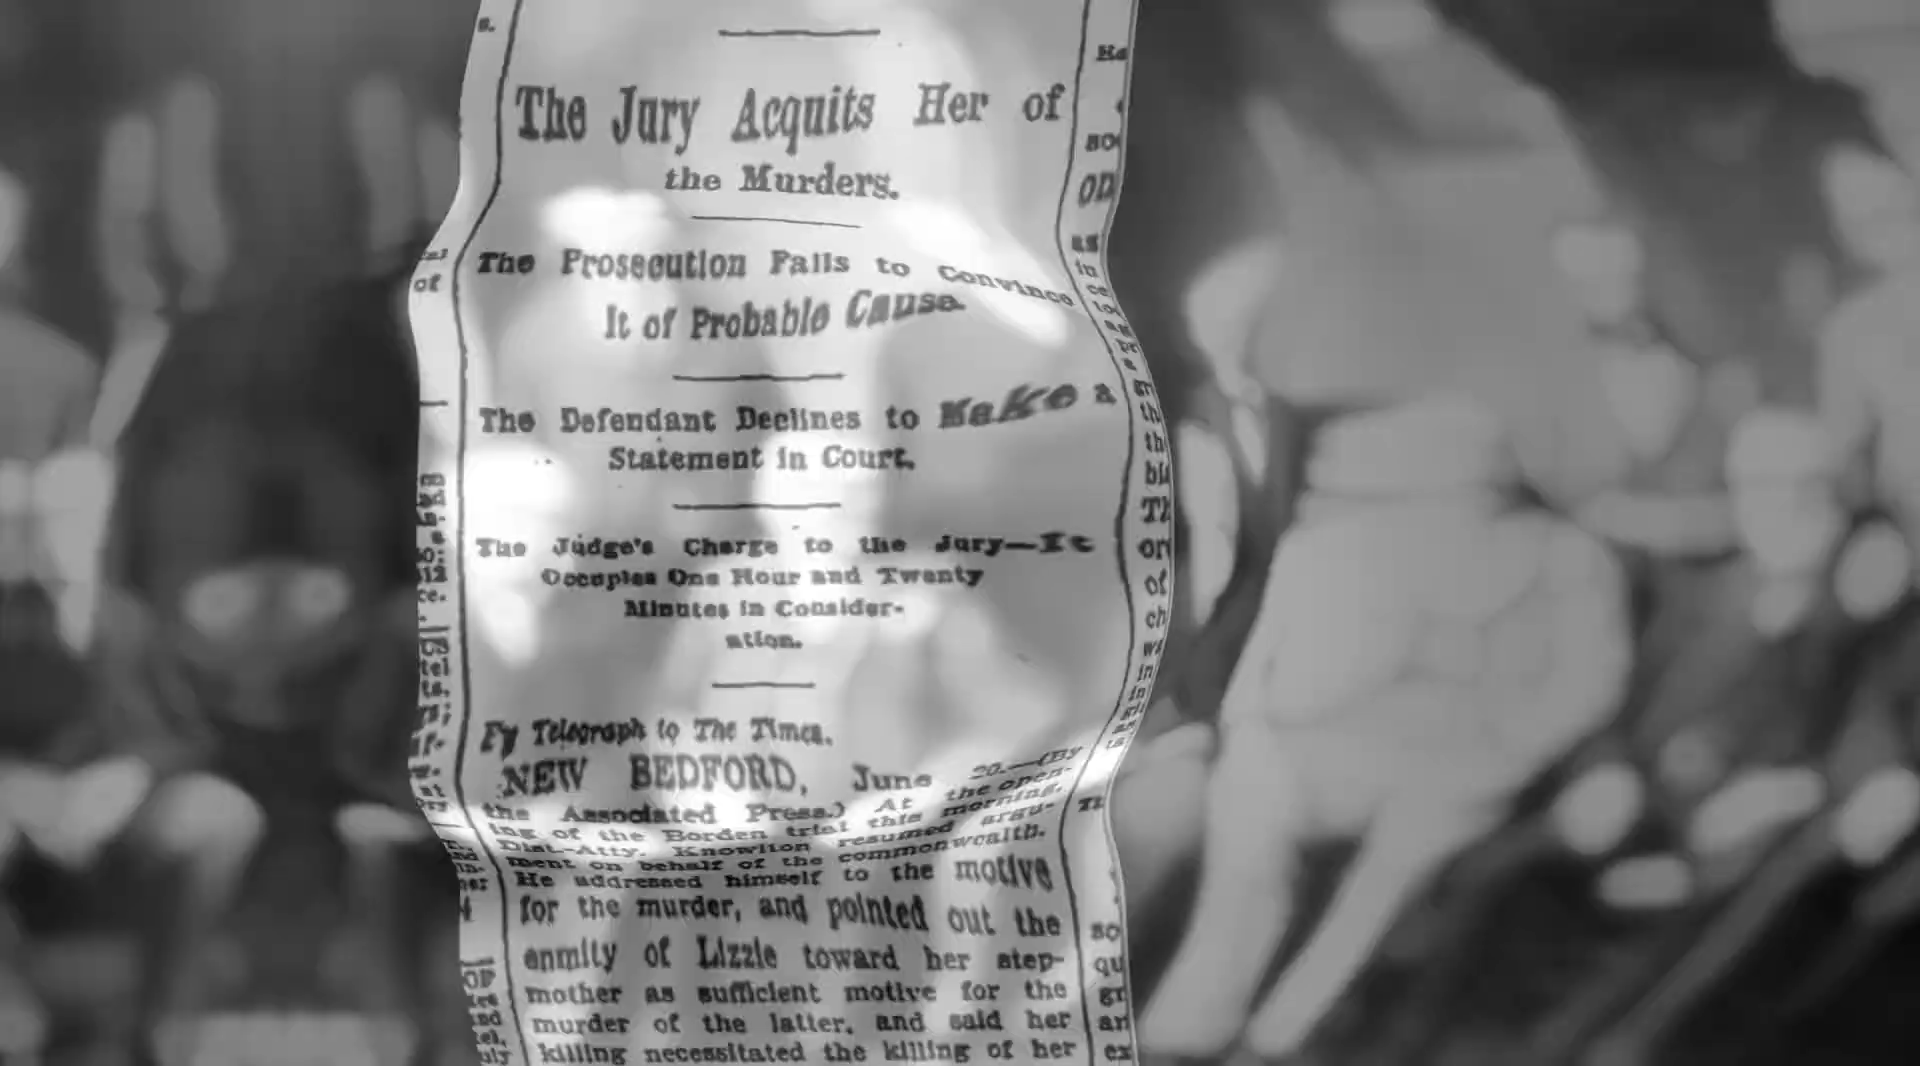 The Jury Acquits Her of
the Murders.
The Prosecution Fails to Convince
It of Probable Cause.
The Defendant Declines to Make a
Statement in Court.
The Judge's Charge to the Jury—It
Occupies One Hour and Twenty
Minutes in Consider-
ation.
By Telegraph to The Times.
NEW BEDFORD, June 20.—(By
the Associated Press.) At the open-
ing of the Borden trial this morning,
Dist.-Atty. Knowlton resumed argu-
ment on behalf of the commonwealth.
He addressed himself to the motive
for the murder, and pointed out the
enmity of Lizzie toward her step-
mother as sufficient motive for the
murder of the latter, and said her
killing necessitated the killing of her